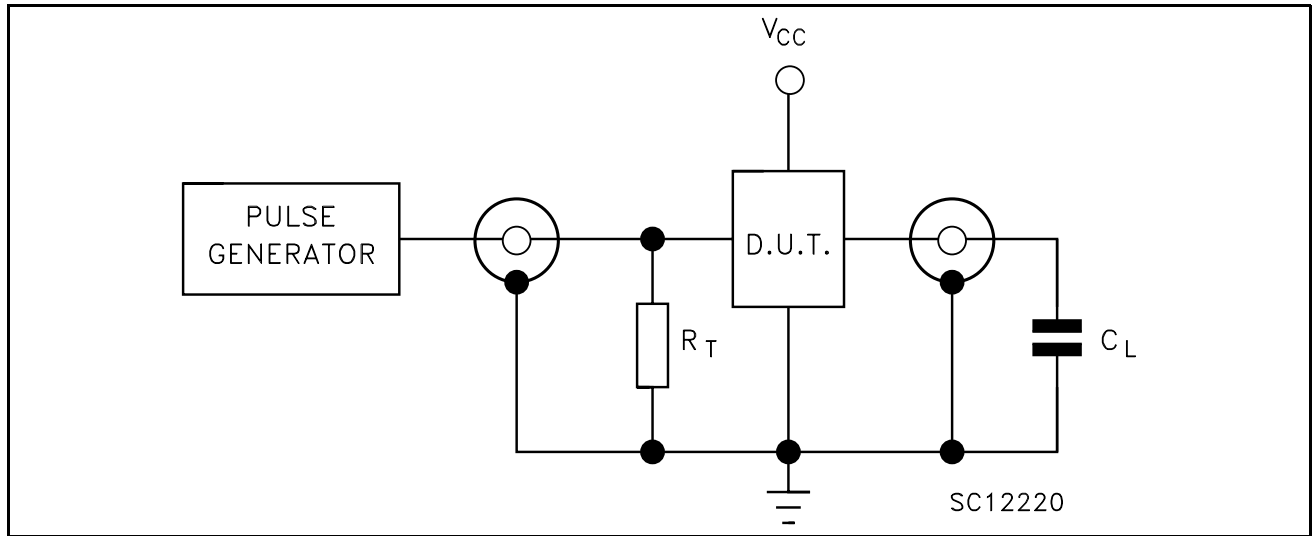 VCC
PULSE
GENERATOR
D.U.T.
RT
CL
SC12220